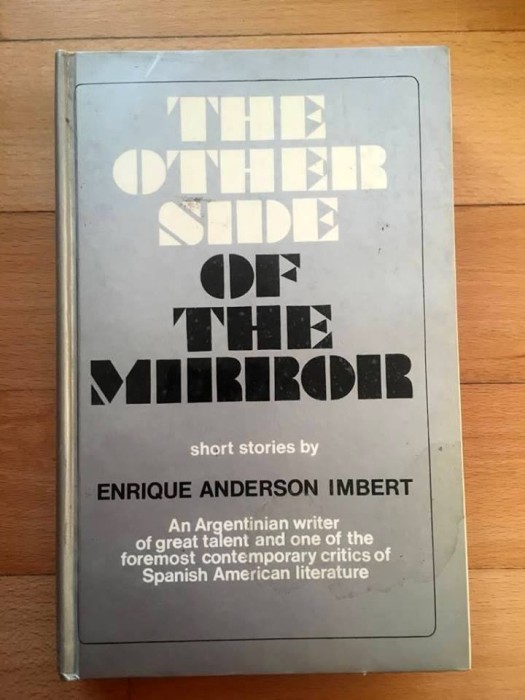 THE
OTHER
SIDE
OF
THE
MIRROR
short stories by
ENRIQUE ANDERSON IMBERT
An Argentinian writer
of great talent and one of the
foremost contemporary critics of
Spanish American literature